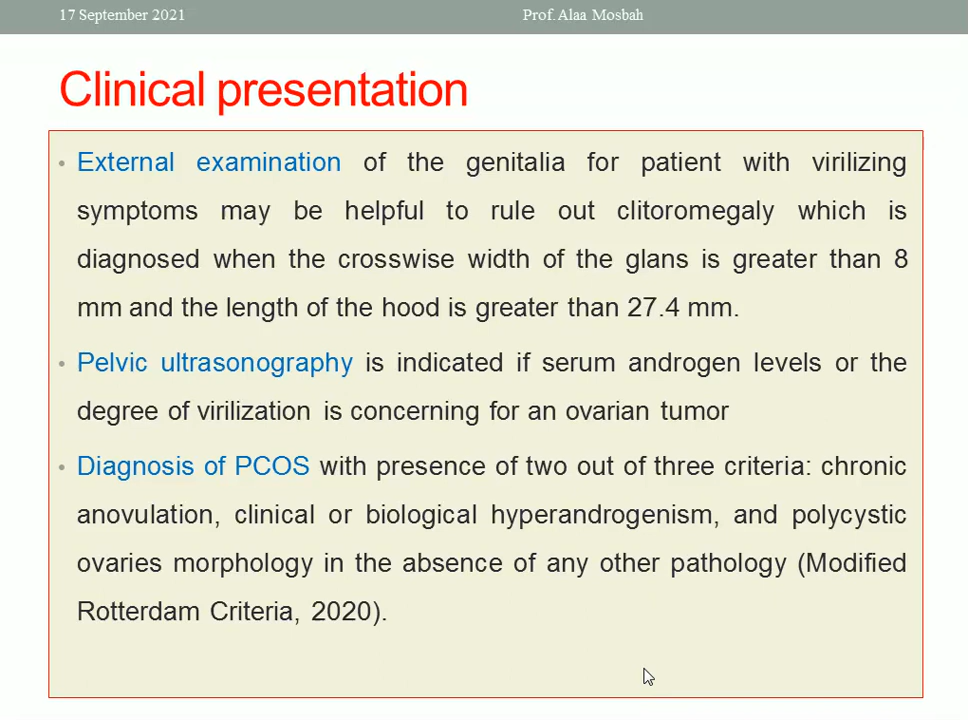 17 September 2021
Prof. Alaa Mosbah
Clinical presentation
• External examination of the genitalia for patient with virilizing
symptoms may be helpful to rule out clitoromegaly which is
diagnosed when the crosswise width of the glans is greater than 8
mm and the length of the hood is greater than 27.4 mm.
• Pelvic ultrasonography is indicated if serum androgen levels or the
degree of virilization is concerning for an ovarian tumor
• Diagnosis of PCOS with presence of two out of three criteria: chronic
anovulation, clinical or biological hyperandrogenism, and polycystic
ovaries morphology in the absence of any other pathology (Modified
Rotterdam Criteria, 2020).